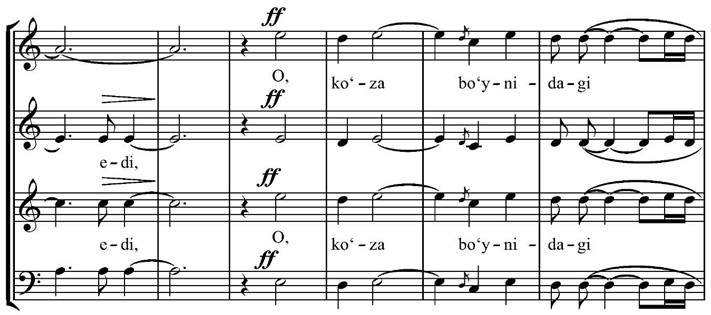 ff
O, ko‘-za bo‘y-ni-da-gi
ff
e-di,
ff
e-di, O, ko‘-za bo‘y-ni-da-gi
ff